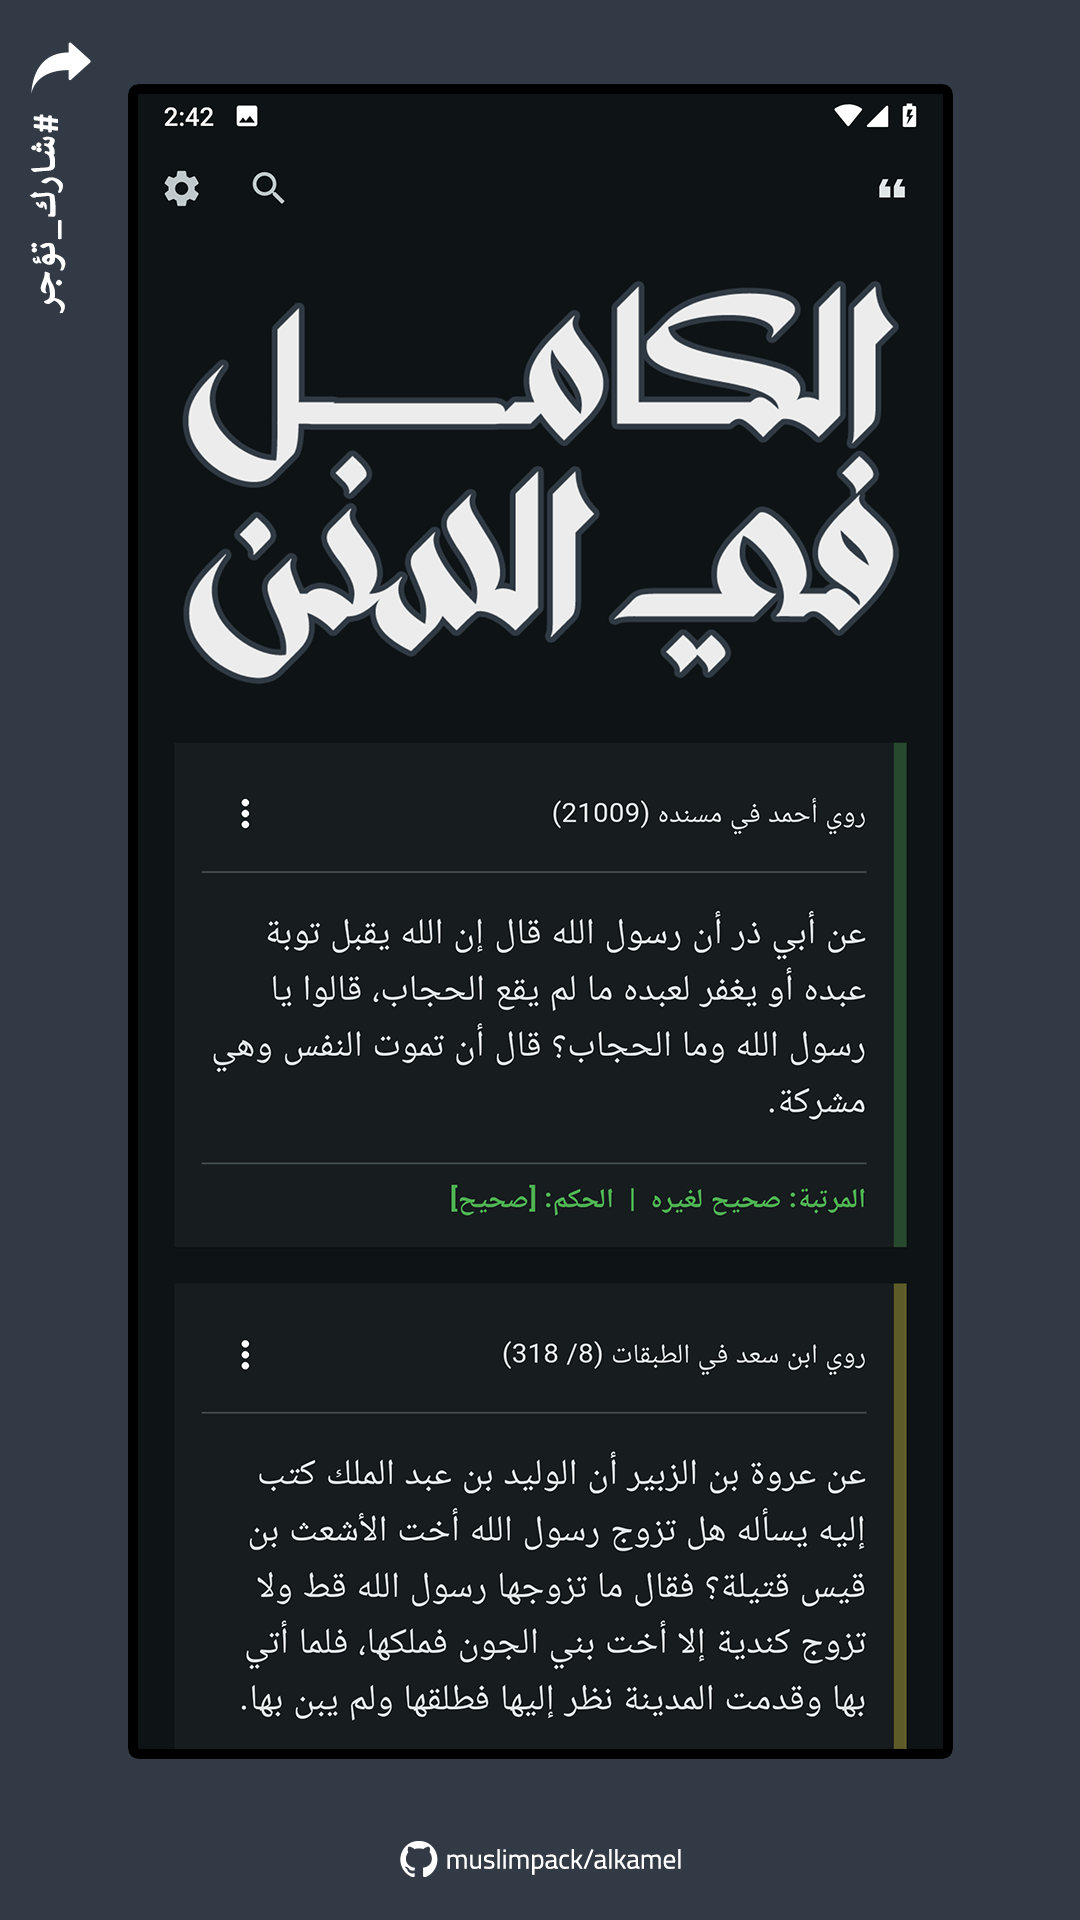 #شارك_تؤجر
2:42
الكامل
في السنن
روي أحمد في مسنده (21009)
عن أبي ذر أن رسول الله قال إن الله يقبل توبة
عبده أو يغفر لعبده ما لم يقع الحجاب، قالوا يا
رسول الله وما الحجاب؟ قال أن تموت النفس وهي
مشركة.
المرتبة: صحيح لغيره | الحكم: [صحيح]
روي ابن سعد في الطبقات (8/ 318)
عن عروة بن الزبير أن الوليد بن عبد الملك كتب
إليه يسأله هل تزوج رسول الله أخت الأشعث بن
قيس قتيلة؟ فقال ما تزوجها رسول الله قط ولا
تزوج كندية إلا أخت بني الجون فملكها، فلما أتي
بها وقدمت المدينة نظر إليها فطلقها ولم يبن بها.
muslimpack/alkamel